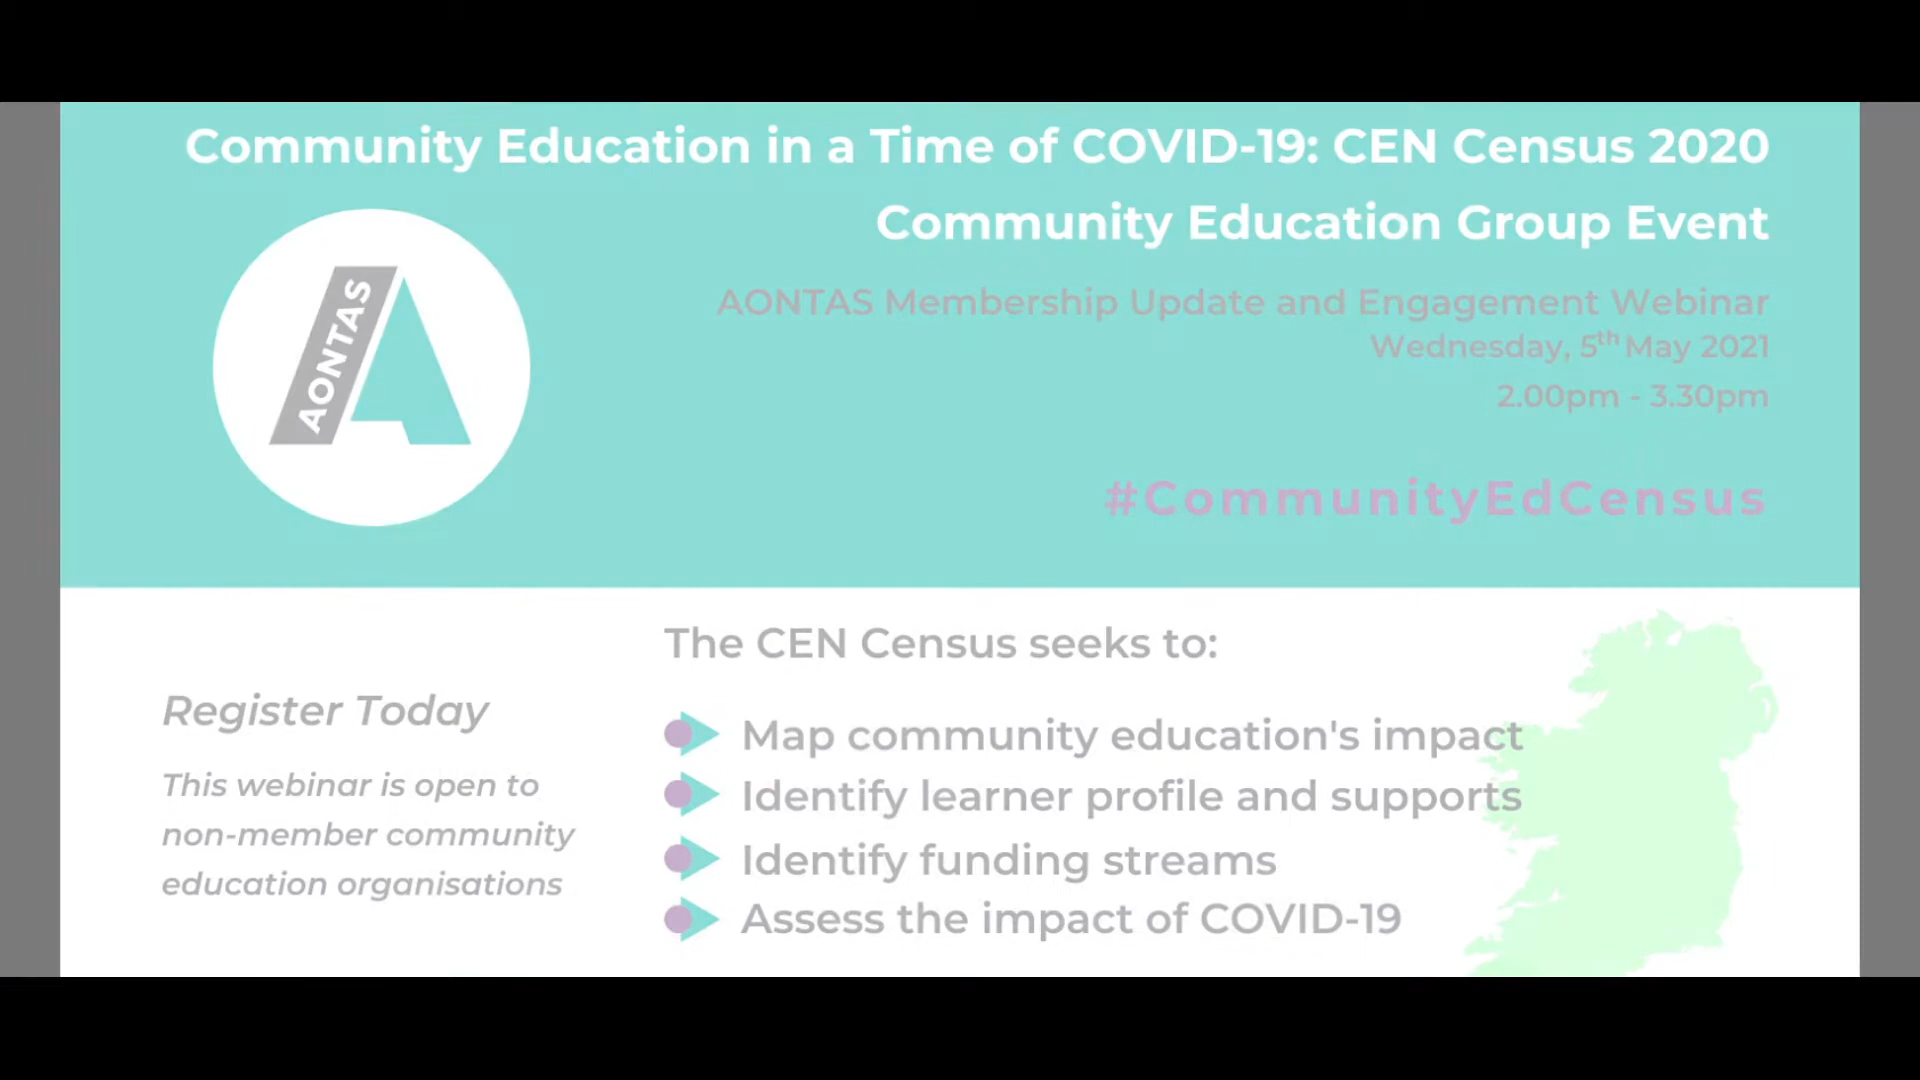 Community Education in a Time of COVID-19: CEN Census 2020
Community Education Group Event
AONTAS
AONTAS Membership Update and Engagement Webinar
Wednesday, 5th May 2021
2.00pm - 3.30pm
#CommunityEdCensus
Register Today
This webinar is open to
non-member community
education organisations
The CEN Census seeks to:
Map community education's impact
Identify learner profile and supports
Identify funding streams
Assess the impact of COVID-19